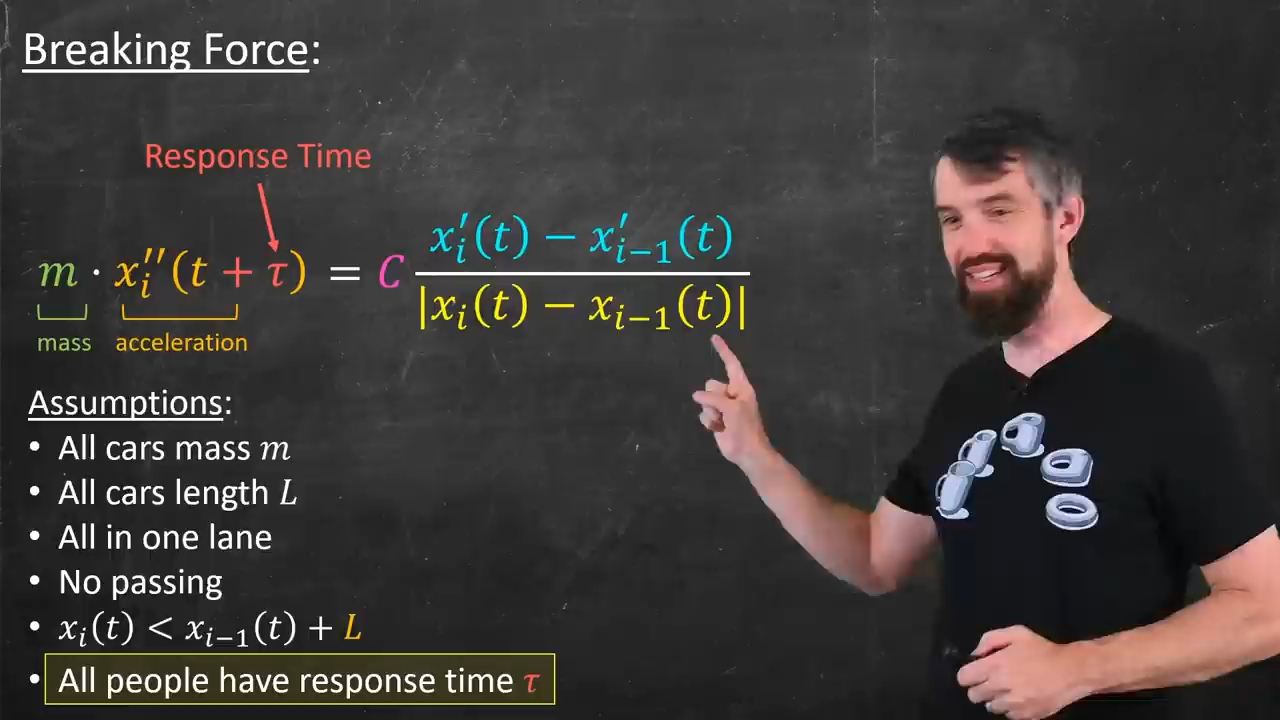 Breaking Force:
Response Time
m · x_i''(t + τ) = C (x_i'(t) − x_{i−1}'(t)) / |x_i(t) − x_{i−1}(t)|
mass acceleration
Assumptions:
• All cars mass m
• All cars length L
• All in one lane
• No passing
• x_i(t) < x_{i−1}(t) + L
• All people have response time τ